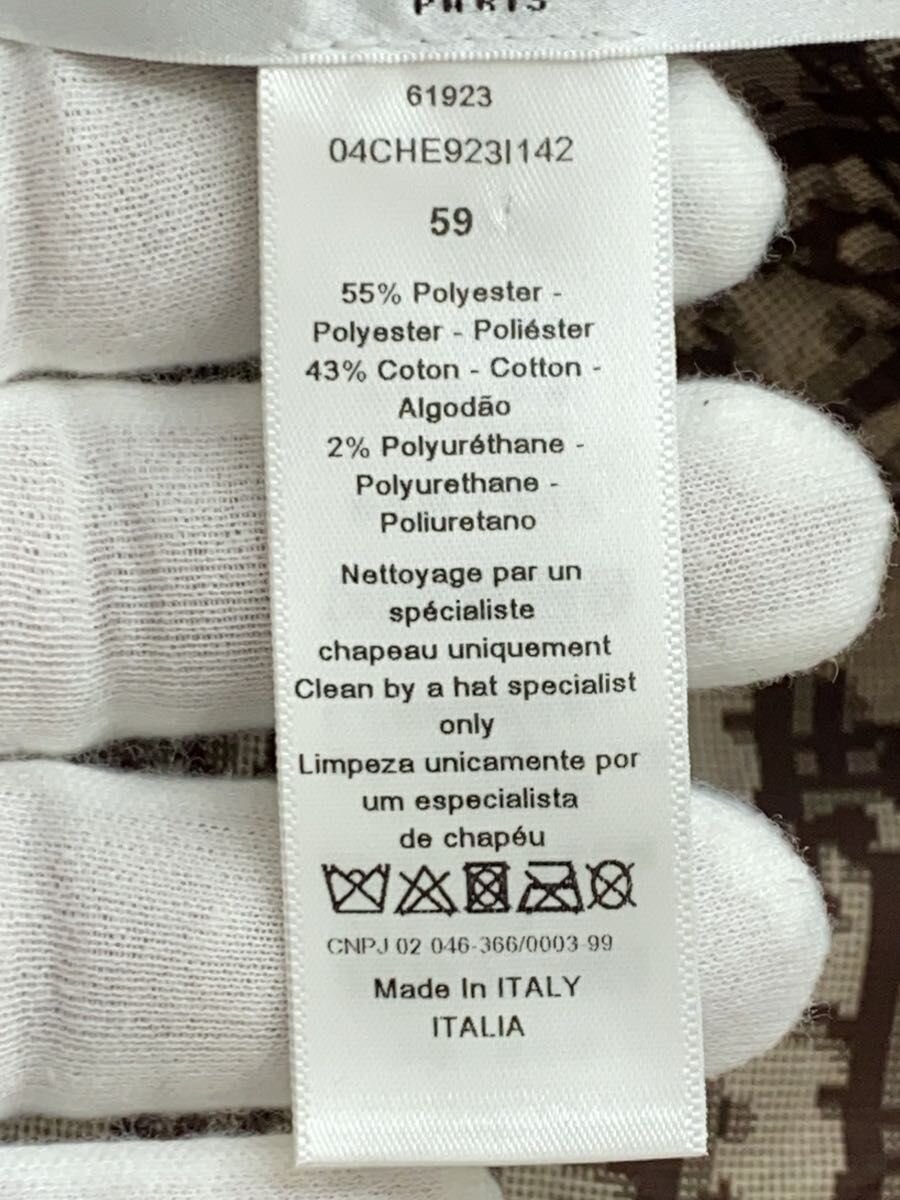 PARIS
61923
04CHE923I142
59
55% Polyester -
Polyester - Poliéster
43% Coton - Cotton -
Algodão
2% Polyuréthane -
Polyurethane -
Poliuretano
Nettoyage par un
spécialiste
chapeau uniquement
Clean by a hat specialist
only
Limpeza unicamente por
um especialista
de chapéu
CNPJ 02 046-366/0003-99
Made In ITALY
ITALIA